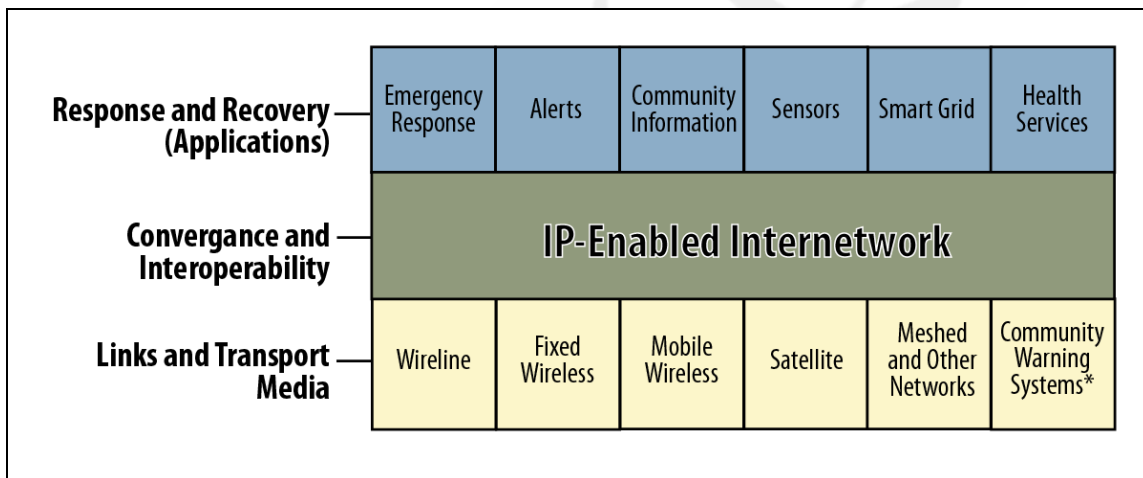 Response and Recovery
(Applications)
Emergency
Response
Alerts
Community
Information
Sensors
Smart Grid
Health
Services
Convergance and
Interoperability
IP-Enabled Internetwork
Links and Transport
Media
Wireline
Fixed
Wireless
Mobile
Wireless
Satellite
Meshed
and Other
Networks
Community
Warning
Systems*